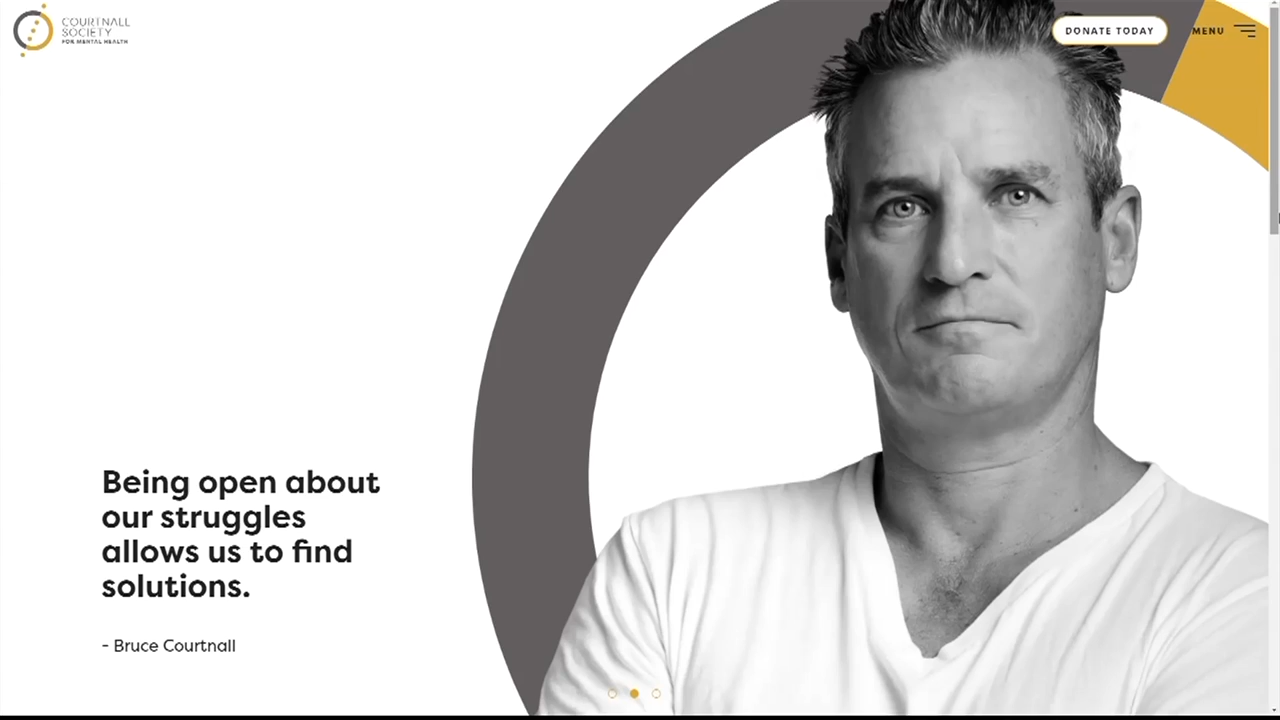 COURTNALL
SOCIETY
FOR MENTAL HEALTH
DONATE TODAY
MENU
Being open about
our struggles
allows us to find
solutions.
- Bruce Courtnall